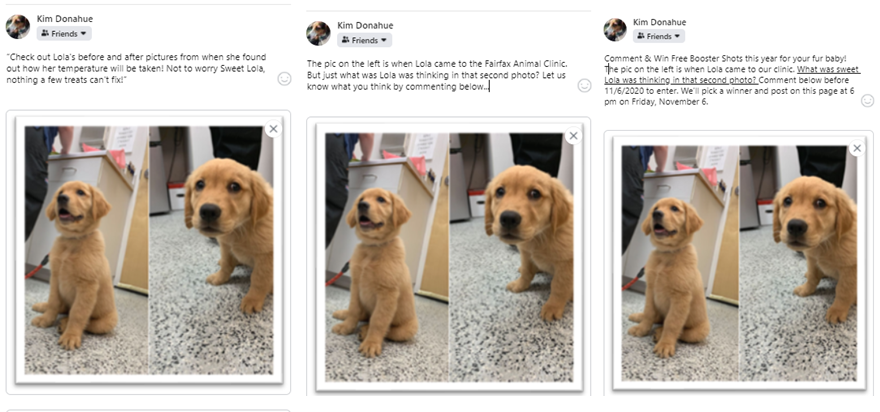 Kim Donahue
Friends
"Check out Lola's before and after pictures from when she found
out how her temperature will be taken! Not to worry Sweet Lola,
nothing a few treats can't fix!"
Kim Donahue
Friends
The pic on the left is when Lola came to the Fairfax Animal Clinic.
But just what was Lola was thinking in that second photo? Let us
know what you think by commenting below...
Kim Donahue
Friends
Comment & Win Free Booster Shots this year for your fur baby!
The pic on the left is when Lola came to our clinic. What was sweet
Lola was thinking in that second photo? Comment below before
11/6/2020 to enter. We'll pick a winner and post on this page at 6
pm on Friday, November 6.